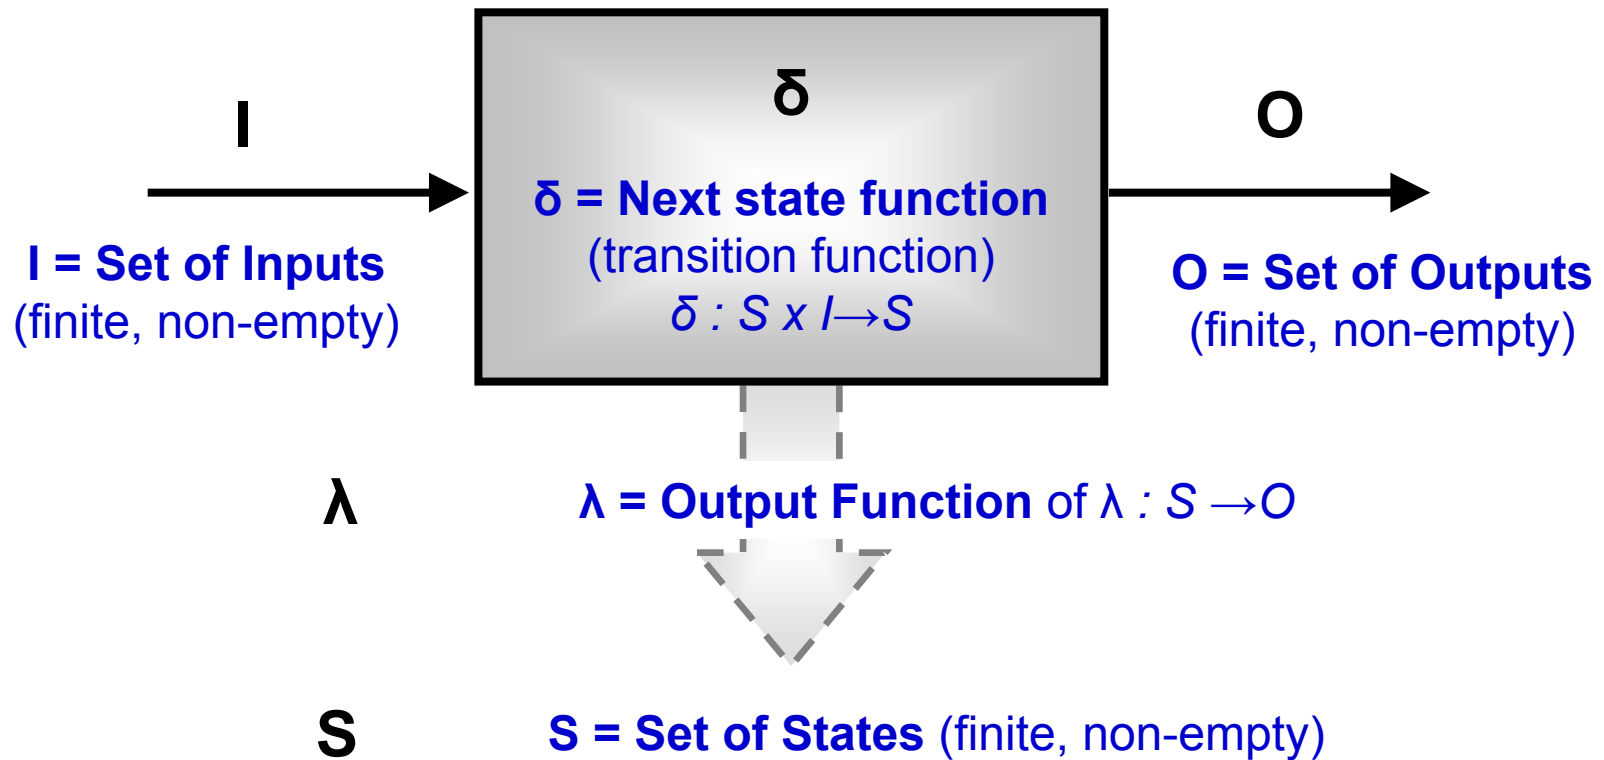 I
I = Set of Inputs
(finite, non-empty)
δ
δ = Next state function
(transition function)
δ : S x I→S
O
O = Set of Outputs
(finite, non-empty)
λ
λ = Output Function of λ : S →O
S
S = Set of States (finite, non-empty)